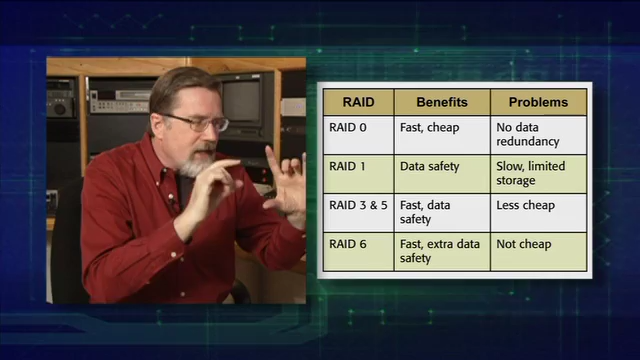 RAID Benefits Problems
RAID 0 Fast, cheap No data
redundancy
RAID 1 Data safety Slow, limited
storage
RAID 3 & 5 Fast, data Less cheap
safety
RAID 6 Fast, extra data Not cheap
safety